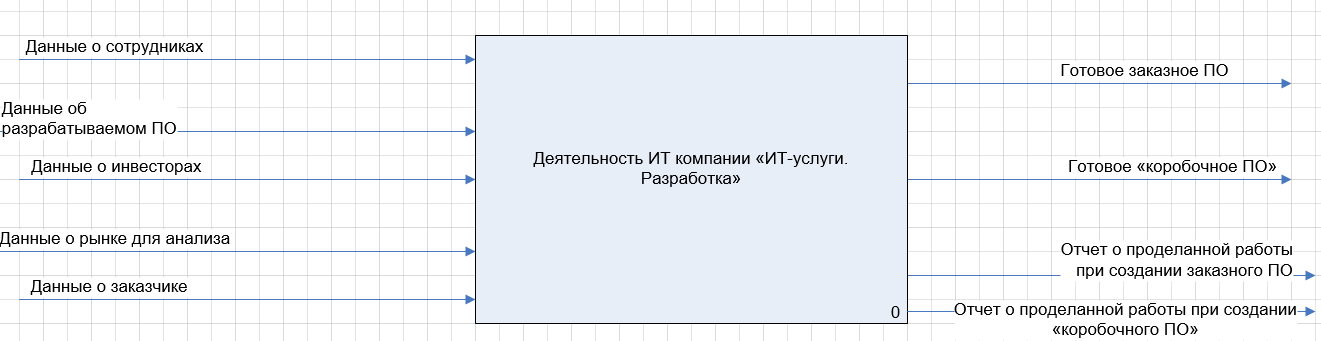 Данные о сотрудниках
Данные об
разрабатываемом ПО
Данные о инвесторах
Данные о рынке для анализа
Данные о заказчике
Деятельность ИТ компании «ИТ-услуги.
Разработка»
0
Готовое заказное ПО
Готовое «коробочное ПО»
Отчет о проделанной работы
при создании заказного ПО
Отчет о проделанной работы при создании
«коробочного ПО»